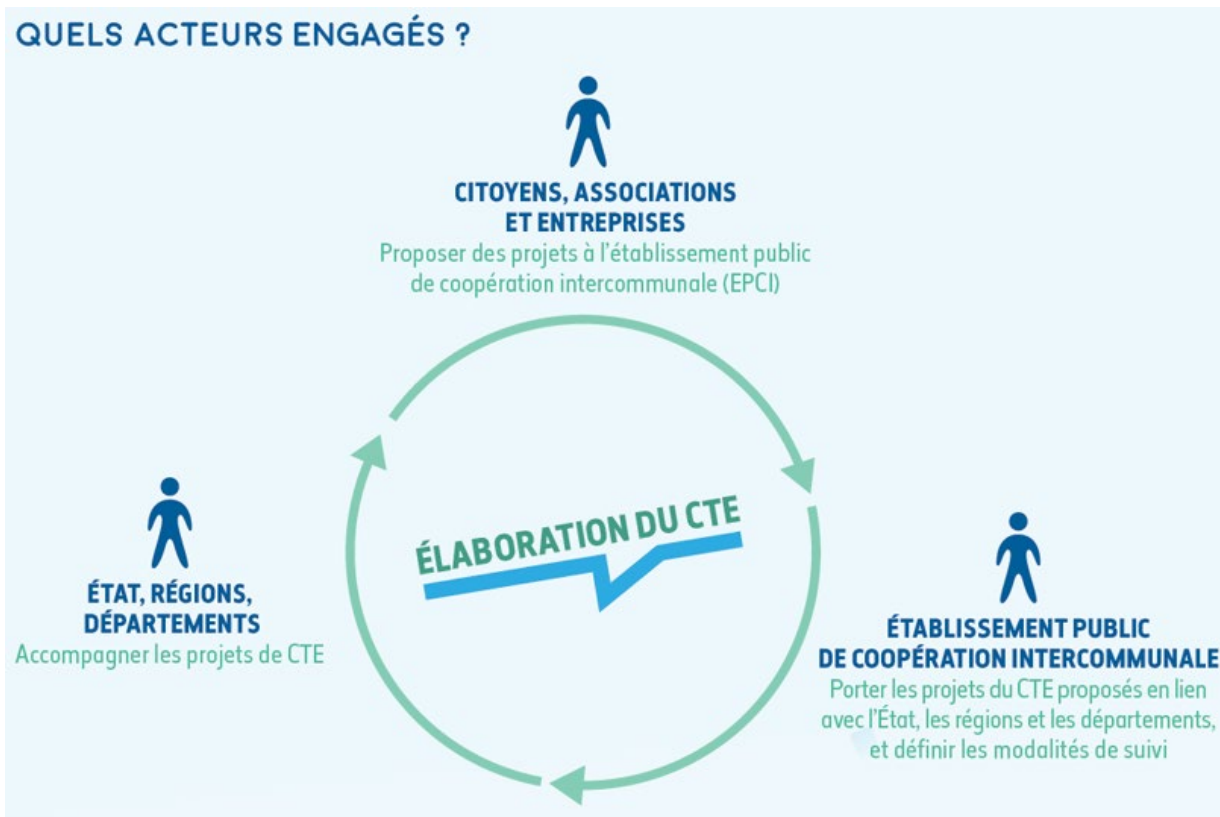 QUELS ACTEURS ENGAGÉS ?
CITOYENS, ASSOCIATIONS
ET ENTREPRISES
Proposer des projets à l'établissement public
de coopération intercommunale (EPCI)
ÉLABORATION DU CTE
ÉTAT, RÉGIONS,
DÉPARTEMENTS
Accompagner les projets de CTE
ÉTABLISSEMENT PUBLIC
DE COOPÉRATION INTERCOMMUNALE
Porter les projets du CTE proposés en lien
avec l'État, les régions et les départements,
et définir les modalités de suivi